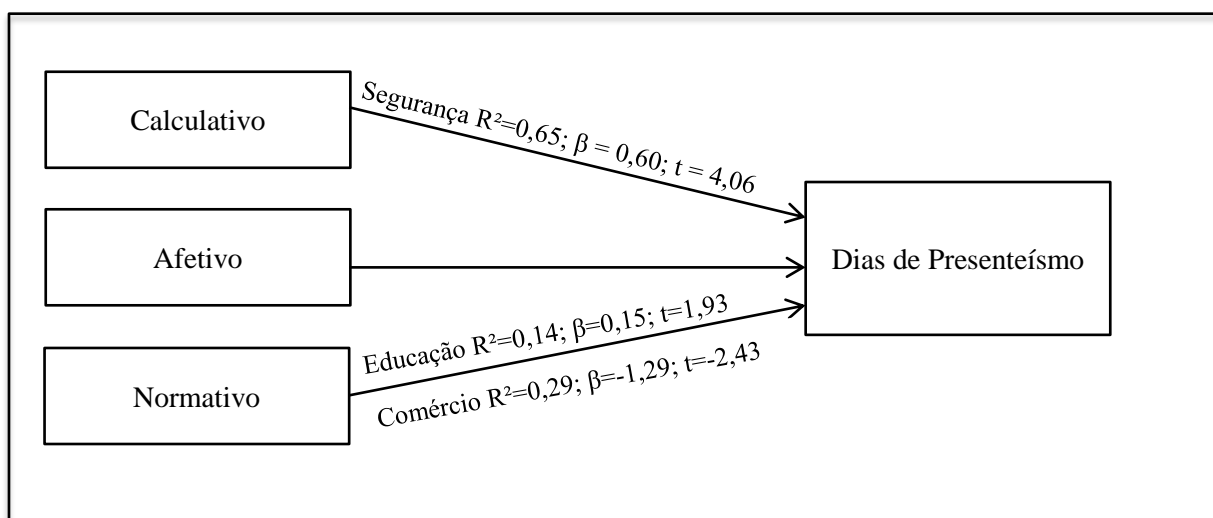 Calculativo
Segurança R²=0,65; β = 0,60; t = 4,06
Afetivo
Dias de Presenteísmo
Educação R²=0,14; β=0,15; t=1,93
Normativo
Comércio R²=0,29; β=-1,29; t=-2,43